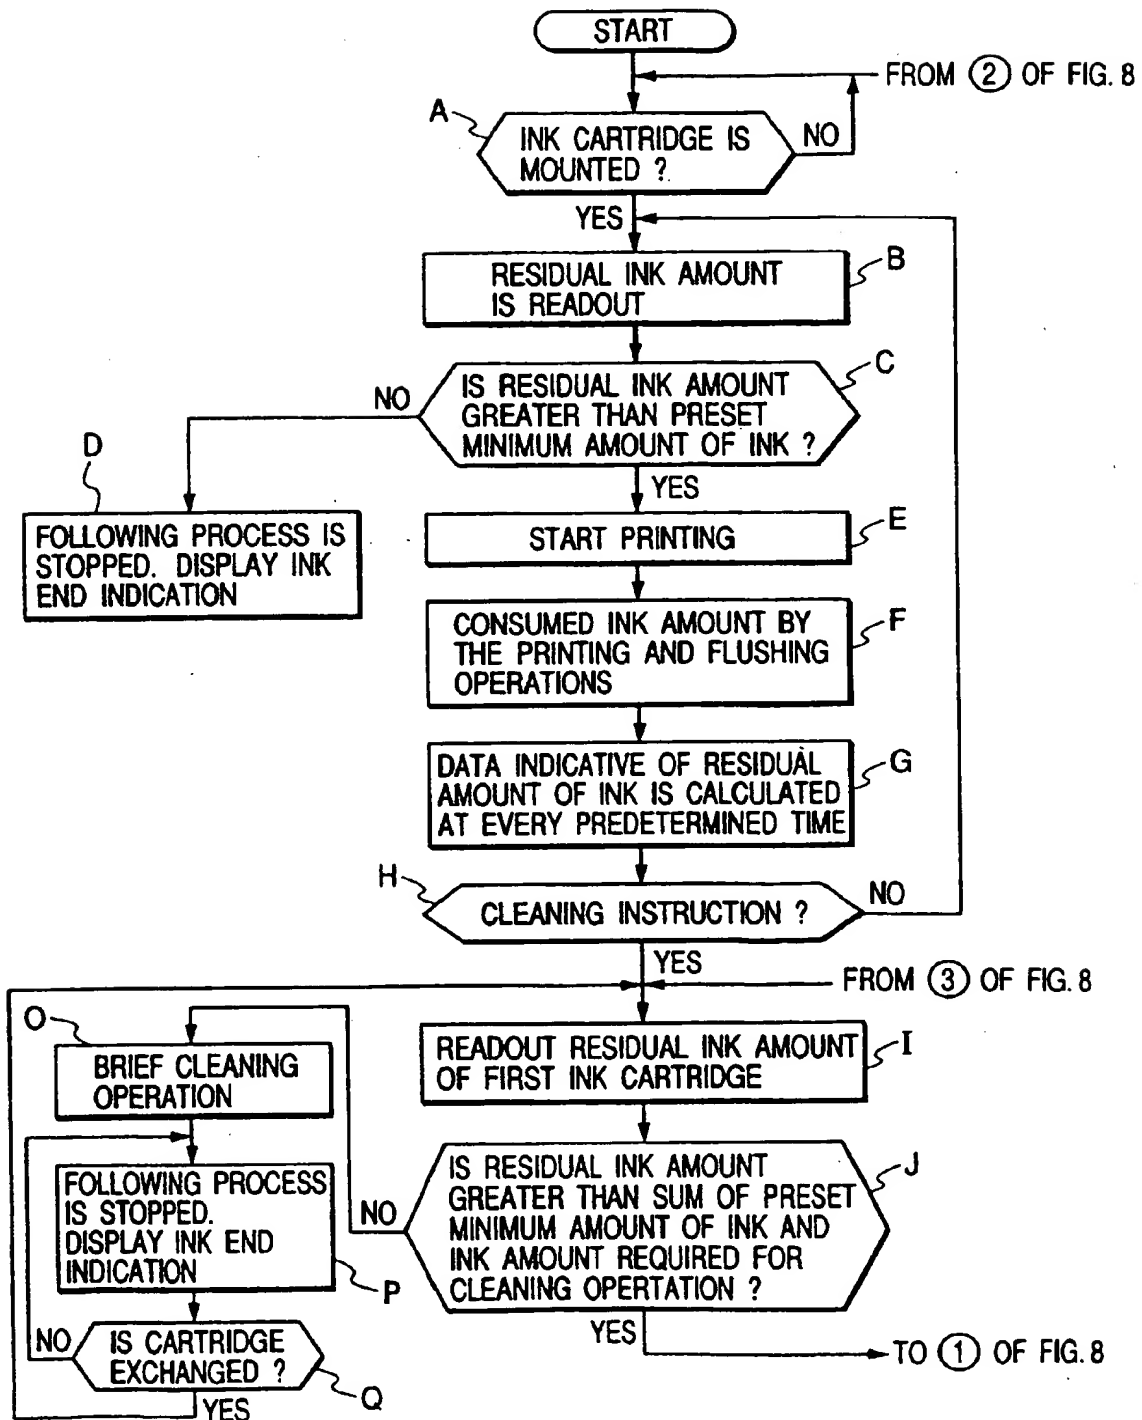 START
FROM 2 OF FIG. 8
A
INK CARTRIDGE IS
MOUNTED ?
NO
YES
B
RESIDUAL INK AMOUNT
IS READOUT
C
IS RESIDUAL INK AMOUNT
GREATER THAN PRESET
MINIMUM AMOUNT OF INK ?
NO
D
YES
FOLLOWING PROCESS IS
STOPPED. DISPLAY INK
END INDICATION
E
START PRINTING
F
CONSUMED INK AMOUNT BY
THE PRINTING AND FLUSHING
OPERATIONS
G
DATA INDICATIVE OF RESIDUAL
AMOUNT OF INK IS CALCULATED
AT EVERY PREDETERMINED TIME
H
CLEANING INSTRUCTION ?
NO
YES
FROM 3 OF FIG. 8
I
READOUT RESIDUAL INK AMOUNT
OF FIRST INK CARTRIDGE
O
BRIEF CLEANING
OPERATION
J
IS RESIDUAL INK AMOUNT
GREATER THAN SUM OF PRESET
MINIMUM AMOUNT OF INK AND
INK AMOUNT REQUIRED FOR
CLEANING OPERTATION ?
NO
FOLLOWING PROCESS
IS STOPPED.
DISPLAY INK END
INDICATION
P
YES
TO 1 OF FIG. 8
NO
IS CARTRIDGE
EXCHANGED ?
Q
YES